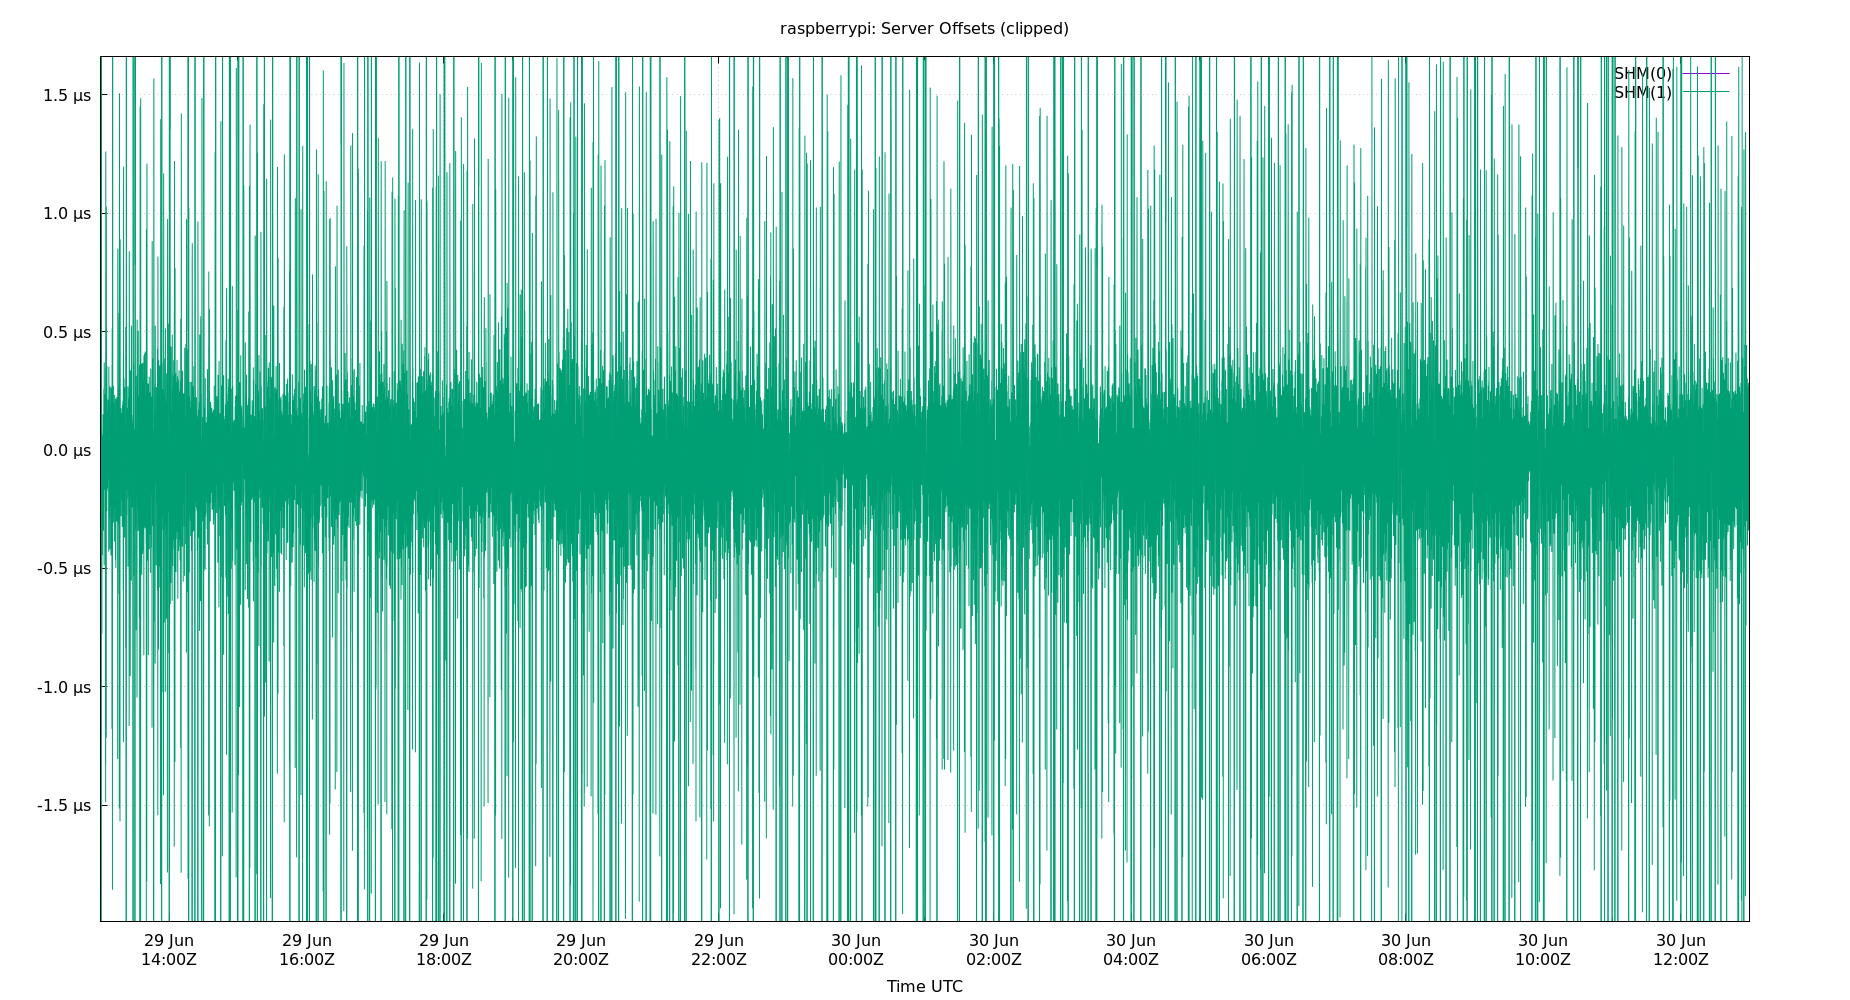 raspberrypi: Server Offsets (clipped)
SHM(0)
SHM(1)
1.5 µs
1.0 µs
0.5 µs
0.0 µs
-0.5 µs
-1.0 µs
-1.5 µs
29 Jun 29 Jun 29 Jun 29 Jun 29 Jun 30 Jun 30 Jun 30 Jun 30 Jun 30 Jun 30 Jun 30 Jun
14:00Z 16:00Z 18:00Z 20:00Z 22:00Z 00:00Z 02:00Z 04:00Z 06:00Z 08:00Z 10:00Z 12:00Z
Time UTC